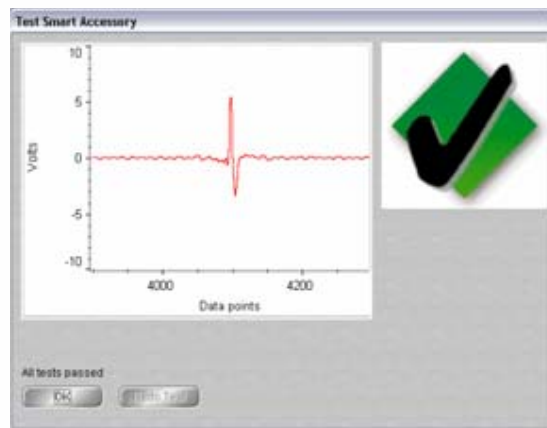 Test Smart Accessory
10
5
0
-5
-10
Volts
4000 4200
Data points
All tests passed
OK